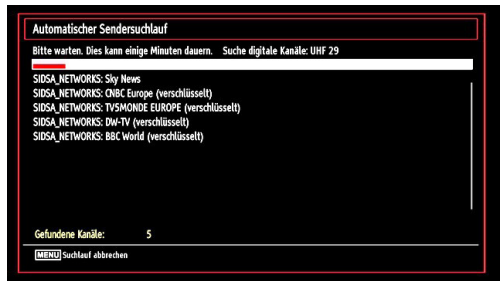 Automatischer Sendersuchlauf
Bitte warten. Dies kann einige Minuten dauern. Suche digitale Kanäle: UHF 29
SIDSA_NETWORKS: Sky News
SIDSA_NETWORKS: CNBC Europe (verschlüsselt)
SIDSA_NETWORKS: TV5MONDE EUROPE (verschlüsselt)
SIDSA_NETWORKS: DW-TV (verschlüsselt)
SIDSA_NETWORKS: BBC World (verschlüsselt)
Gefundene Kanäle: 5
MENU Suchlauf abbrechen